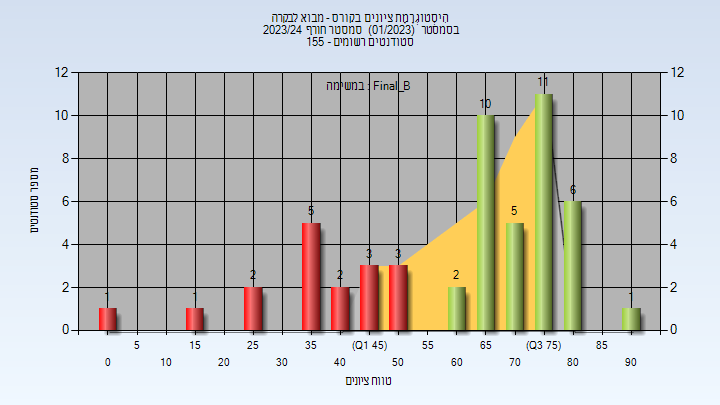 הִיסְטוֹגְרָמַת ציונים בקורס - מבוא לבקרה
בסמסטר (01/2023) סמסטר חורף 2023/24
סטודנטים רשומים - 155
במשימה : Final_B
מספר סטודנטים
12 12
10 10
8 8
6 6
4 4
2 2
0 0
1 1 2 5 2 3 3 2 10 5 11 6 1
5 15 25 35 (Q1 45) 55 65 (Q3 75) 85
0 10 20 30 40 50 60 70 80 90
טווח ציונים